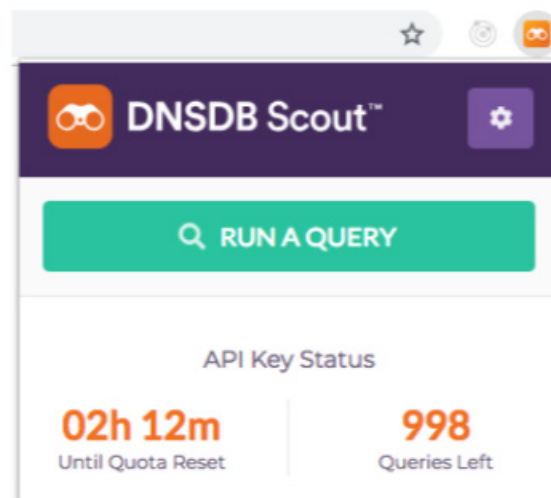 DNSDB Scout™
RUN A QUERY
API Key Status
02h 12m
Until Quota Reset
998
Queries Left